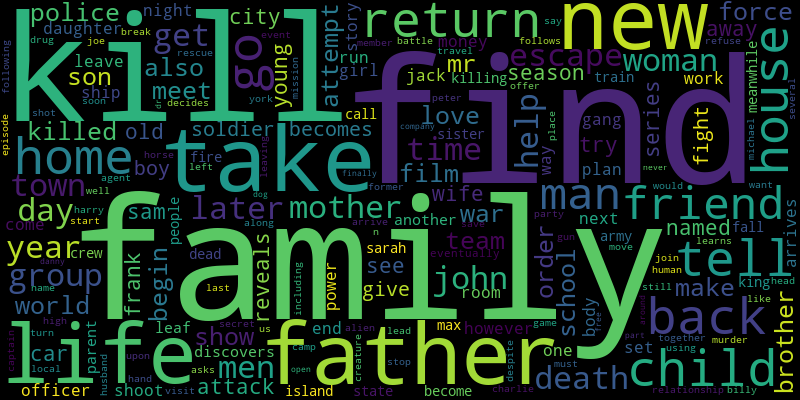 kill
find
family
new
take
father
life
return
house
home
go
police
night
city
daughter
get
son
leave
also
ship
meet
young
attempt
story
girl
run
escape
mr
money
jack
killing
season
woman
away
force
train
work
meanwhile
several
rescue
member
battle
travel
say
follows
refuse
event
drug
joe
break
following
shot
soon
dr
decides
york
mission
offer
peter
company
call
love
sister
gang
try
plan
way
place
series
fight
michael
never
want
would
killed
old
soldier
becomes
help
time
film
boy
fire
left
horse
agent
leaving
finally
former
dog
episode
town
well
day
come
harry
start
sam
people
later
mother
wife
war
another
along
arrive
n
save
eventually
team
man
friend
named
fall
next
party
gun
army
move
learns
arrives
order
school
tell
join
human
year
crew
danny
name
group
world
frank
begin
dead
last
reveals
including
power
sarah
see
give
john
room
us
secret
however
game
body
free
make
king
head
still
like
back
set
together
using
murder
brother
part
around
captain
high
turn
car
local
parent
husband
leaf
show
discovers
upon
hand
asks
visit
men
attack
officer
shoot
end
alien
camp
open
creature
island
max
lead
stop
state
become
despite
charlie
one
must
death
child
relationship
billy